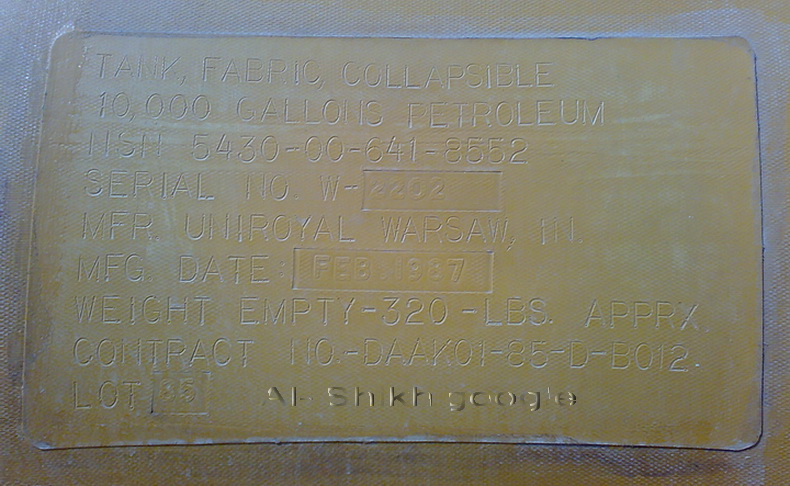 TANK, FABRIC, COLLAPSIBLE
10,000 GALLONS PETROLEUM
NSN 5430-00-641-8552
SERIAL NO. W-
MFR. UNIROYAL WARSAW, IN.
MFG. DATE: FEB.1987
WEIGHT EMPTY-320-LBS. APPRX.
CONTRACT NO.-DAAK01-85-D-B012.
LOT
Al- Shikh google